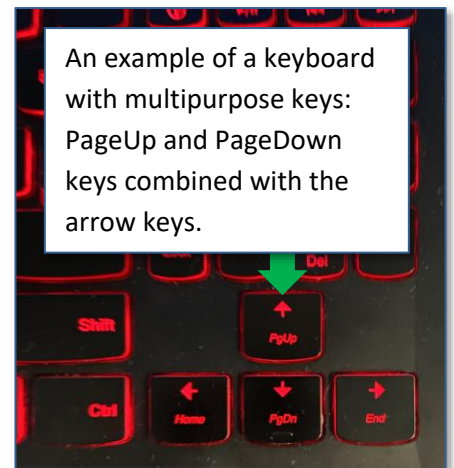 An example of a keyboard
with multipurpose keys:
PageUp and PageDown
keys combined with the
arrow keys.
Del
Shift
PgUp
Ctrl
Home PgDn End